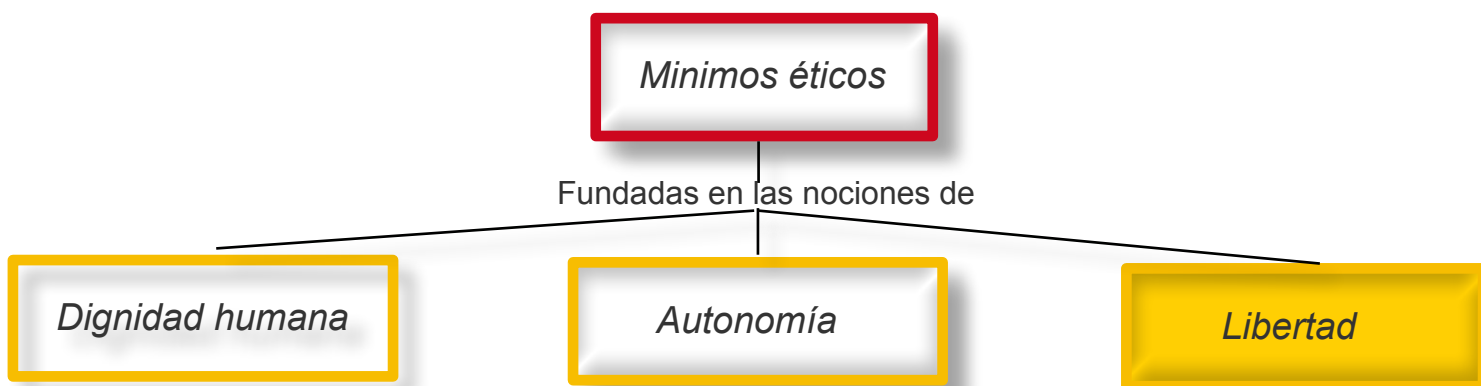 Minimos éticos
Fundadas en las nociones de
Dignidad humana
Autonomía
Libertad